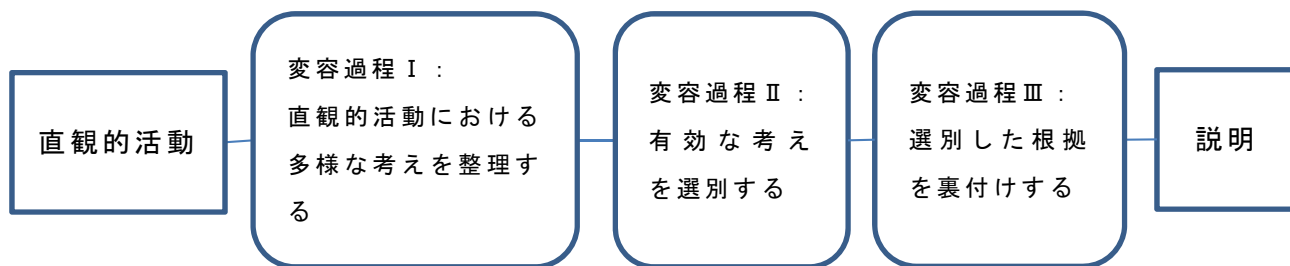 直観的活動
変容過程Ⅰ：
直観的活動における
多様な考えを整理す
る
変容過程Ⅱ：
有効な考え
を選別する
変容過程Ⅲ：
選別した根拠
を裏付けする
説明